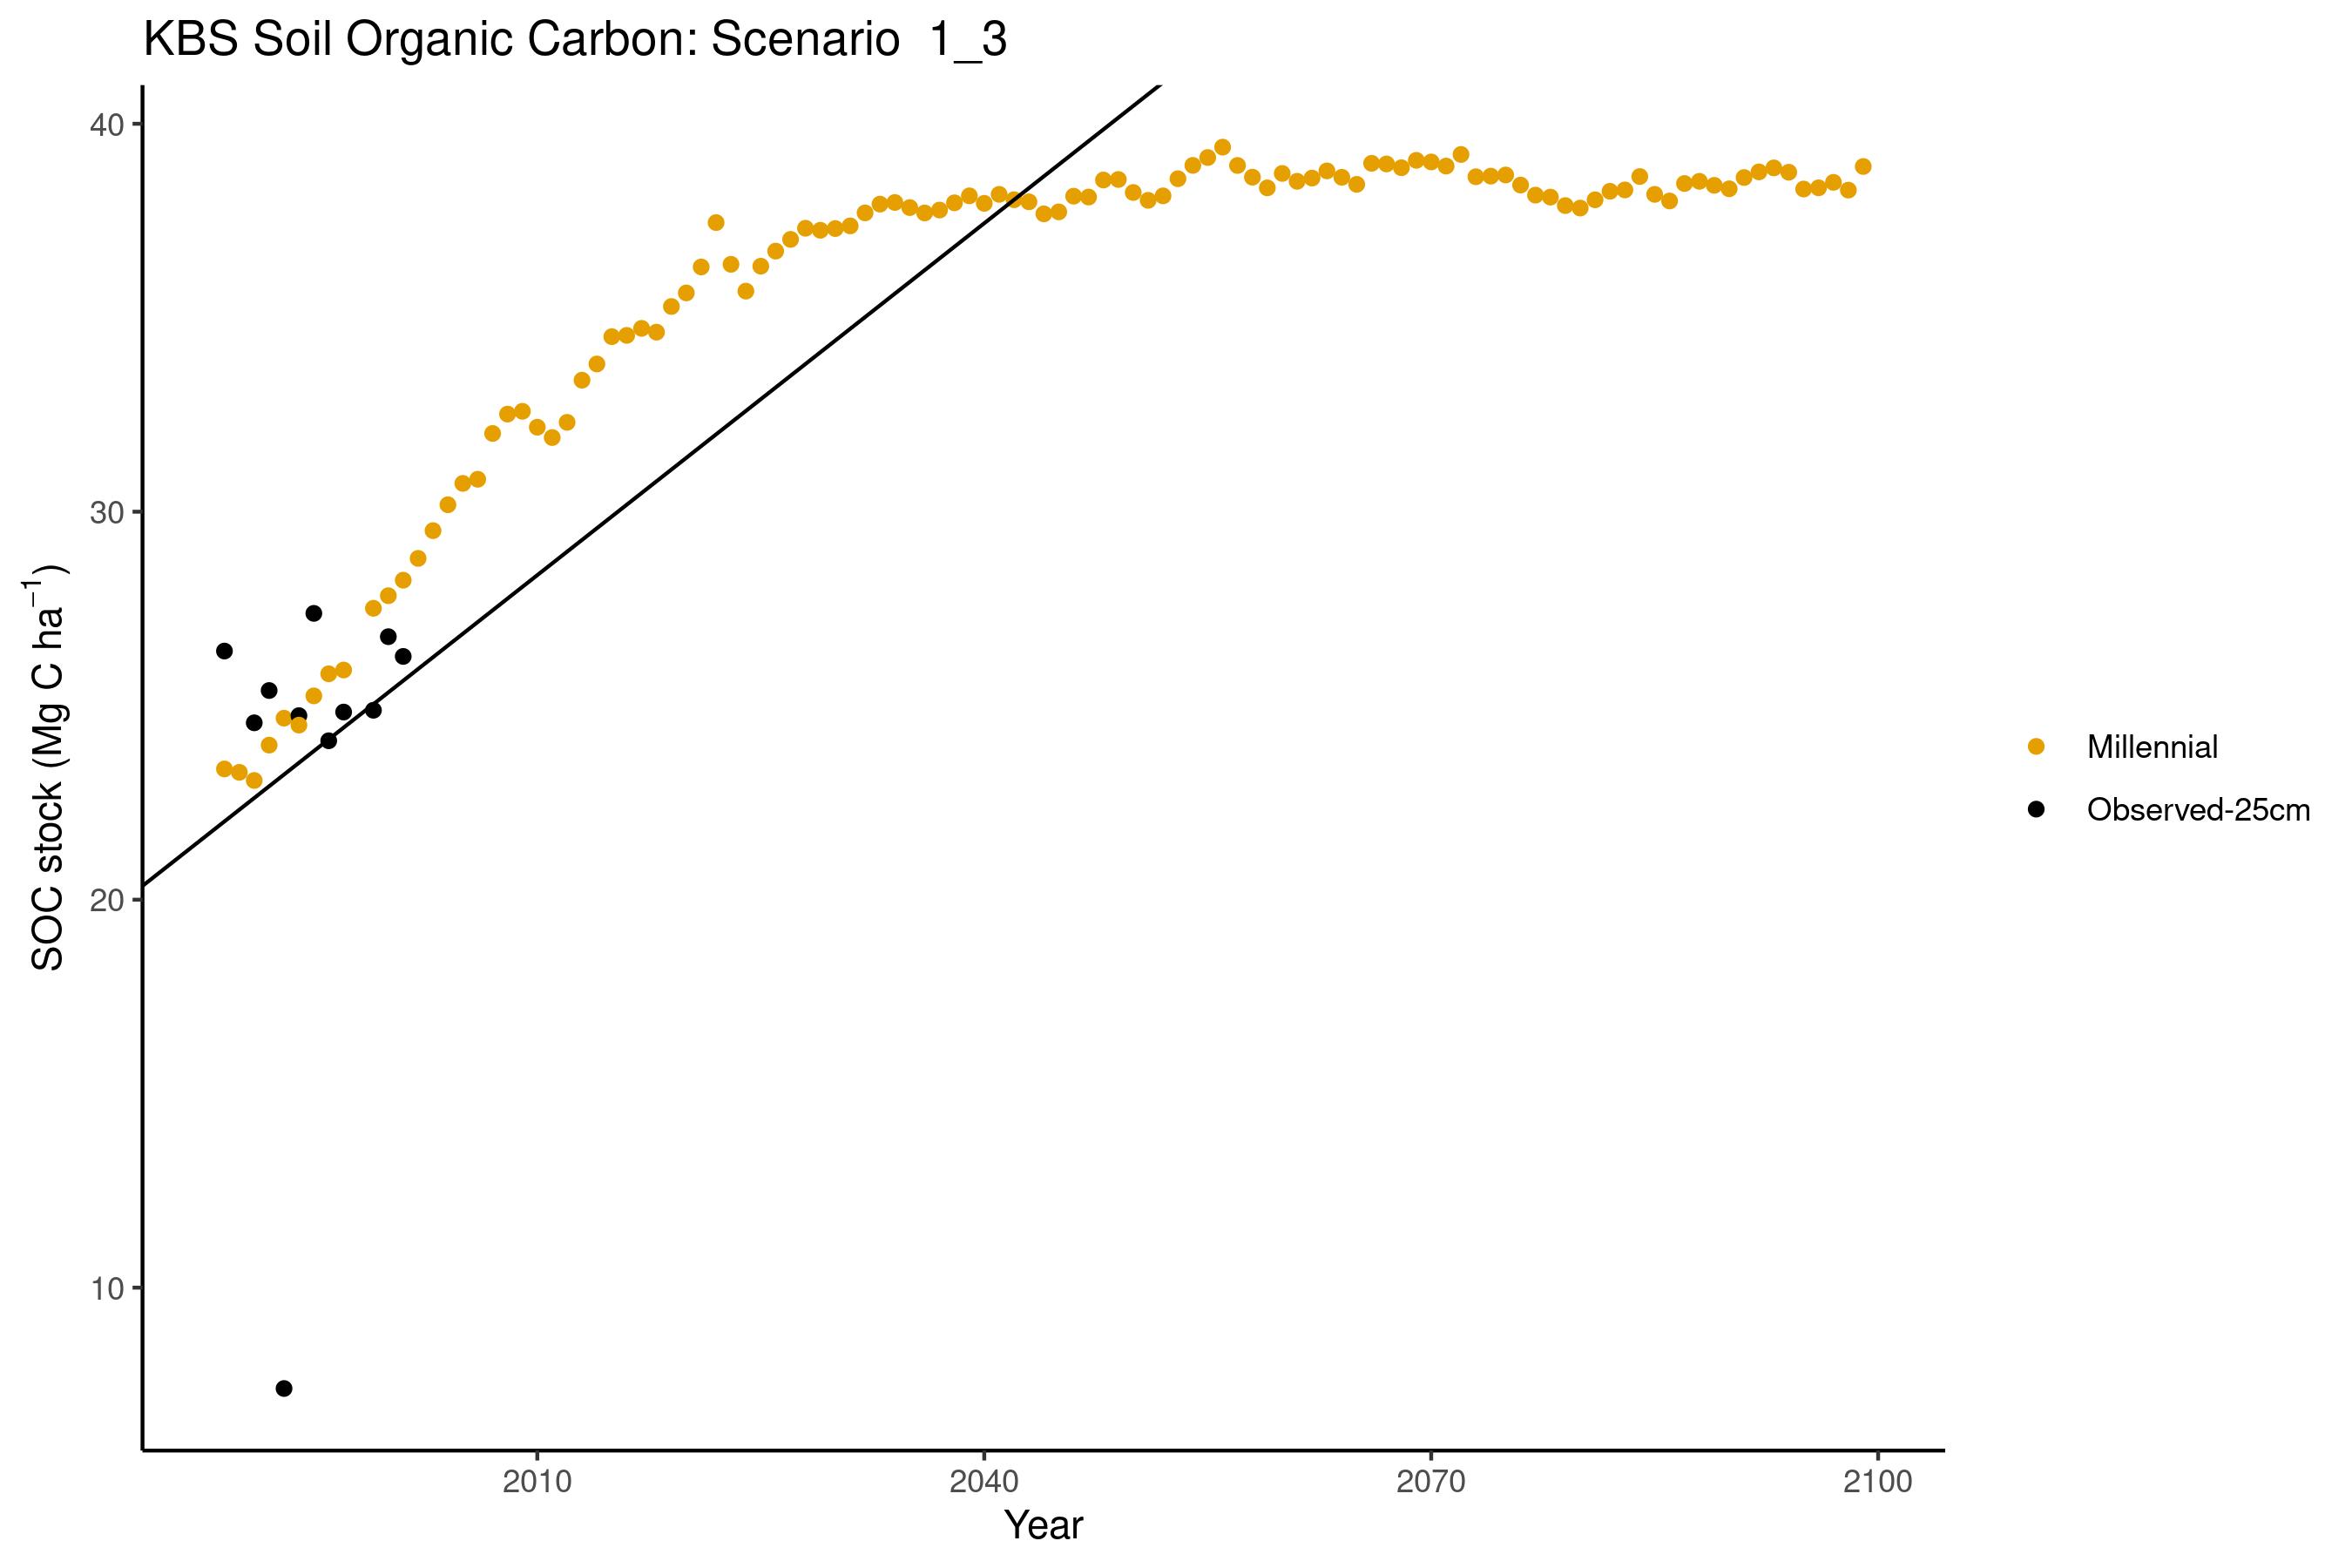 KBS Soil Organic Carbon: Scenario  1_3
SOC stock (Mg C ha−1)
40
30
20
10
2010
2040
2070
2100
Year
Millennial
Observed-25cm